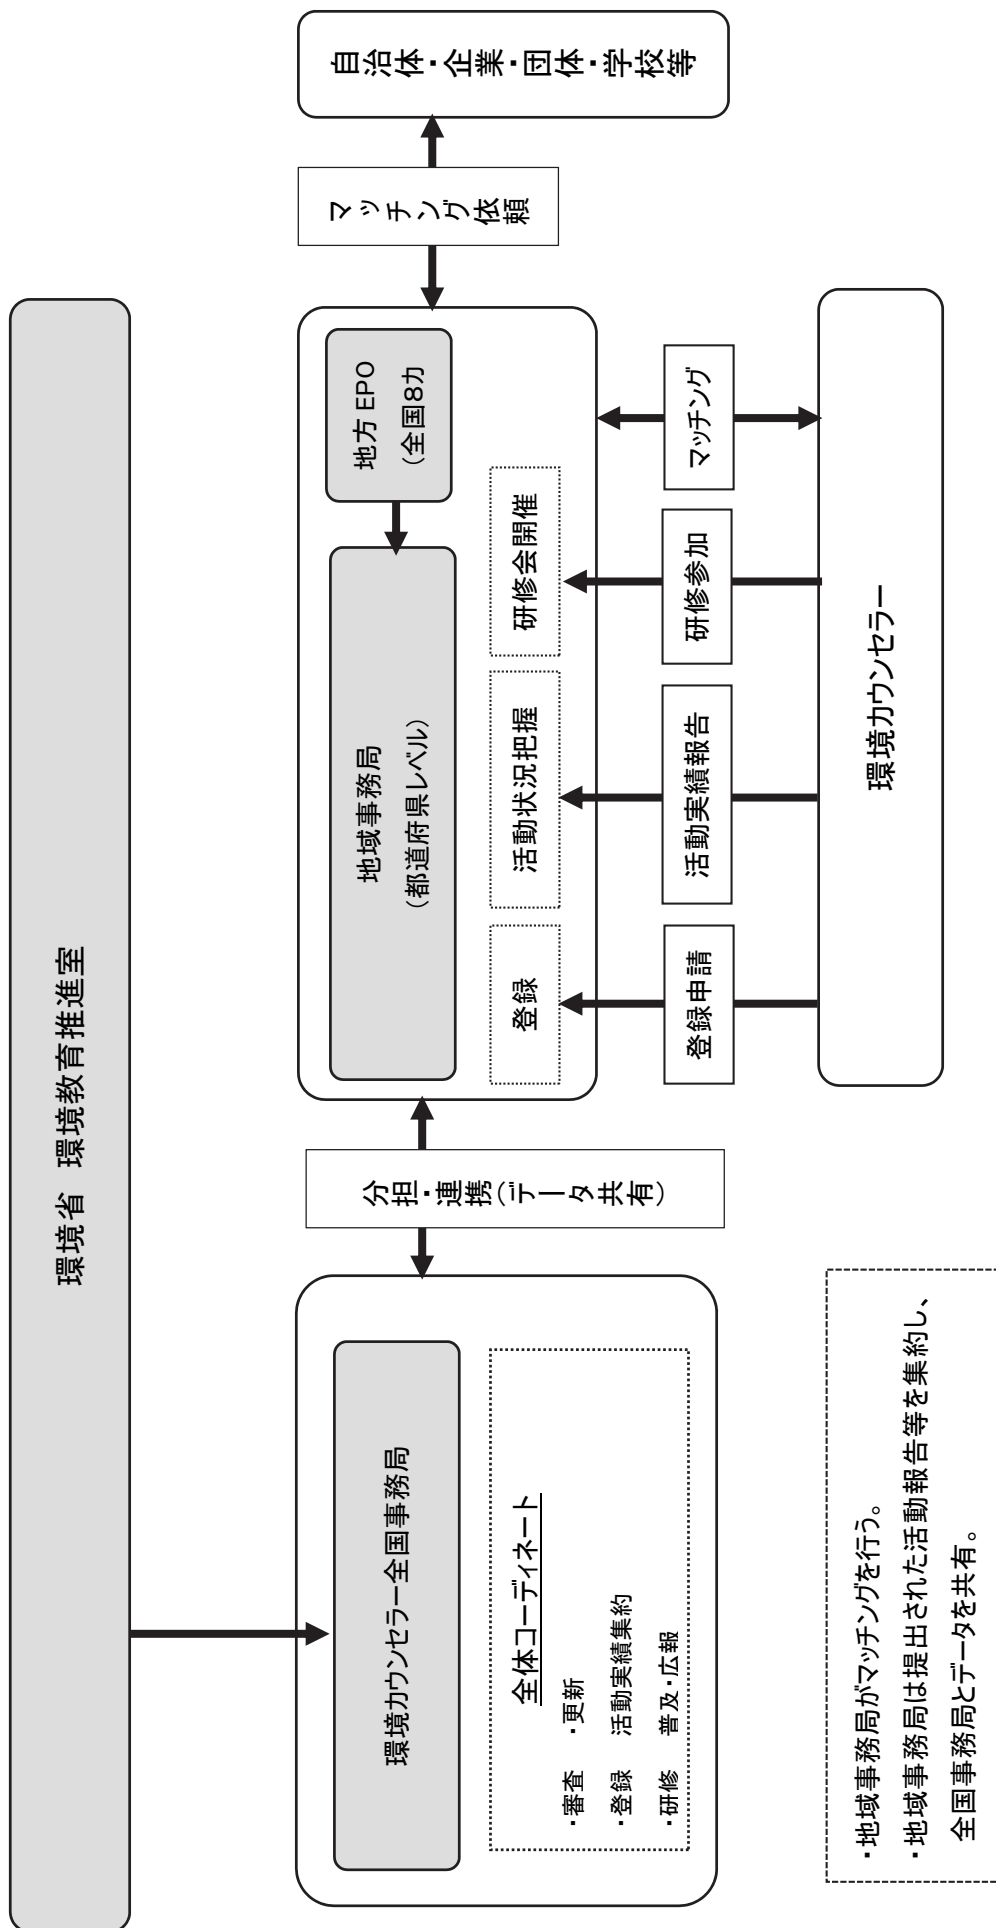 環境省 環境教育推進室
環境カウンセラー全国事務局
全体コーディネート
・審査 ・更新
・登録 活動実績集約
・研修 普及・広報
分担・連携(データ共有)
地域事務局
(都道府県レベル)
地方 EPO
(全国8カ
登録
活動状況把握
研修会開催
マッチング依頼
自治体・企業・団体・学校等
登録申請
活動実績報告
研修参加
マッチング
環境カウンセラー
・地域事務局がマッチングを行う。
・地域事務局は提出された活動報告等を集約し、
全国事務局とデータを共有。